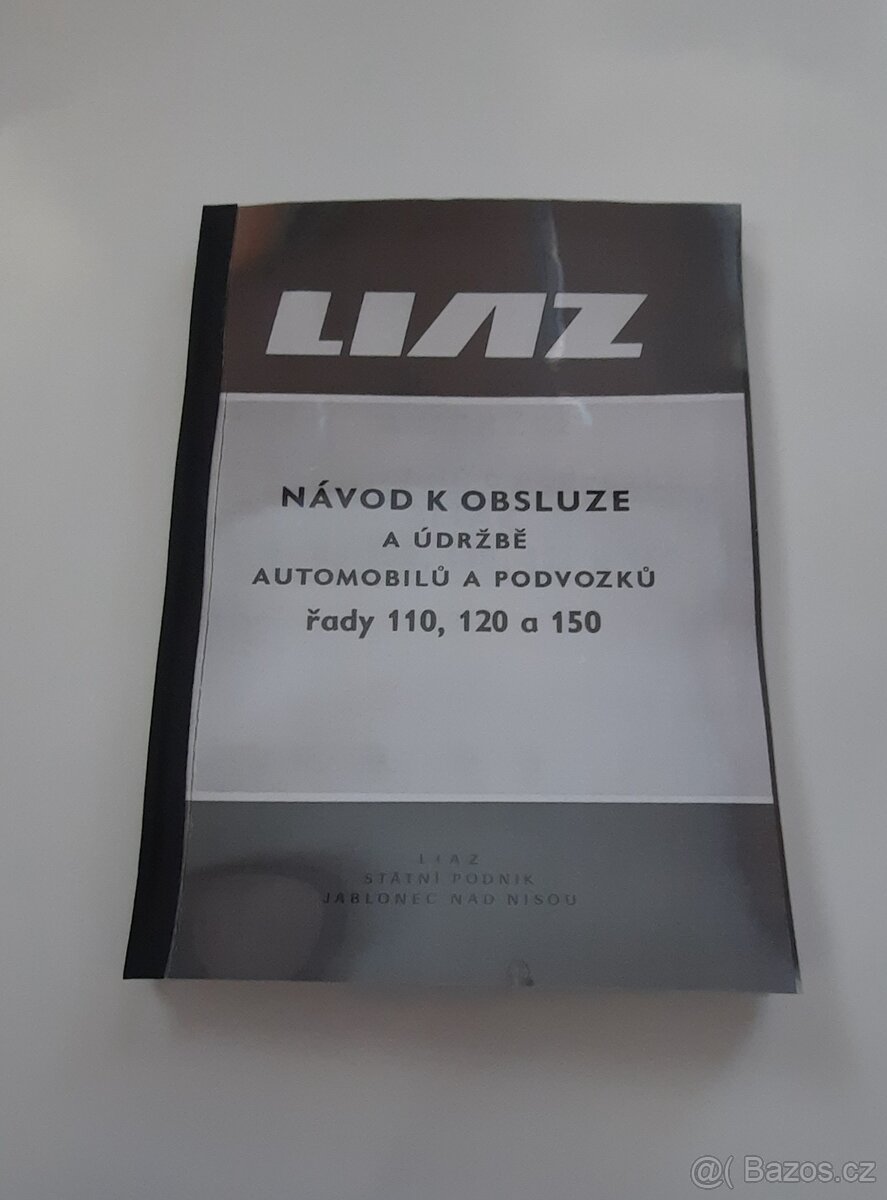 LIAZ
NÁVOD K OBSLUZE
A ÚDRŽBĚ
AUTOMOBILŮ A PODVOZKŮ
řady 110, 120 a 150
LIAZ
STÁTNÍ PODNIK
JABLONEC NAD NISOU
@( Bazos.cz